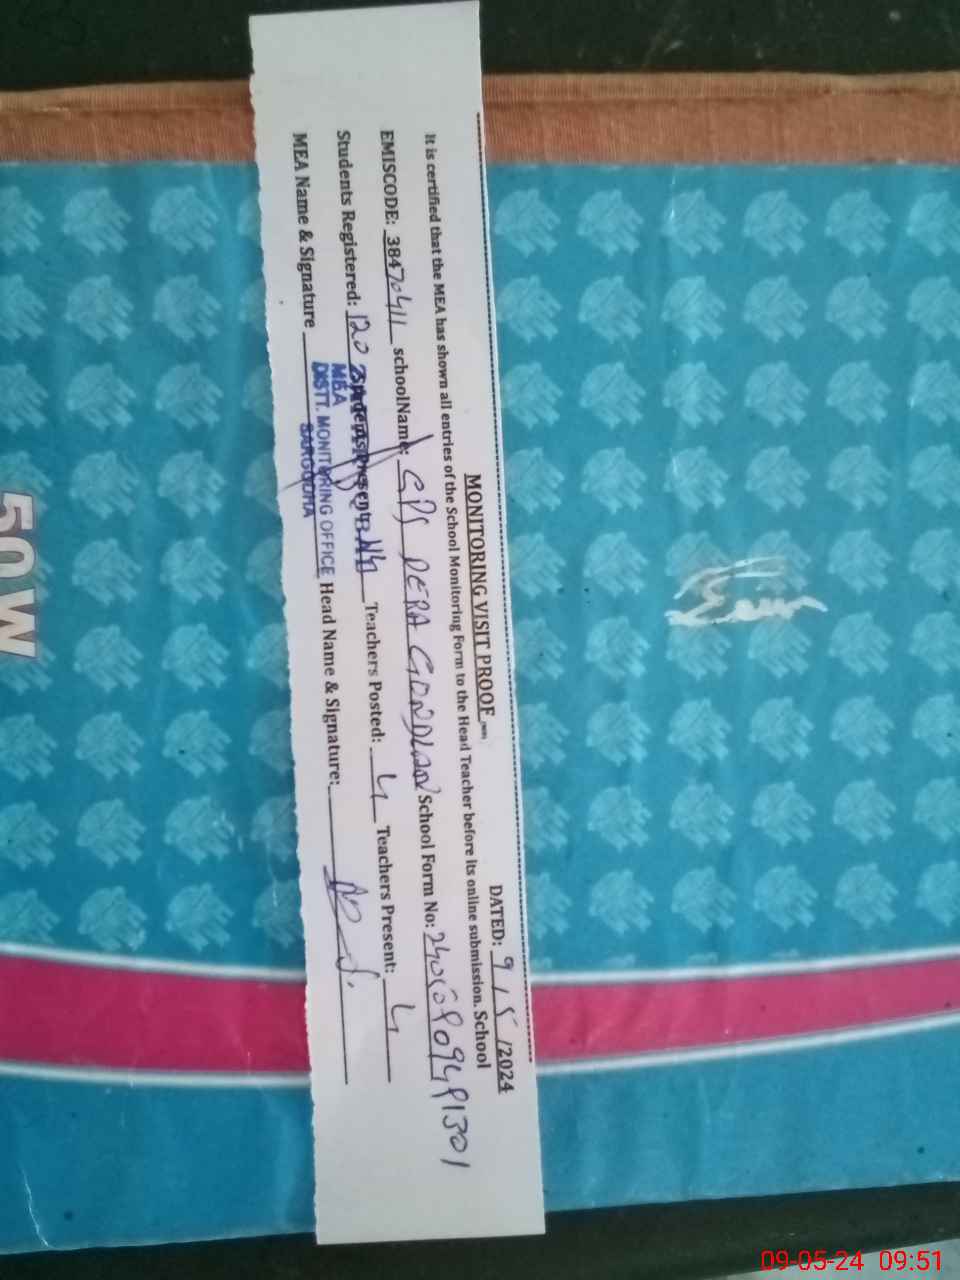 MONITORING VISIT PROOF
DATED: 9/5/2024
It is certified that the MEA has shown all entries of the School Monitoring Form to the Head Teacher before its online submission. School
EMISCODE: 38470411 schoolName: GPS DERA GONDLAN School Form No:
Students Registered: 120 Students Present: Teachers Posted: 4 Teachers Present: 4
MEA Name & Signature Head Name & Signature:
MEA
DISTT. MONITORING OFFICE
SARGODHA
50W
09-05-24 09:51